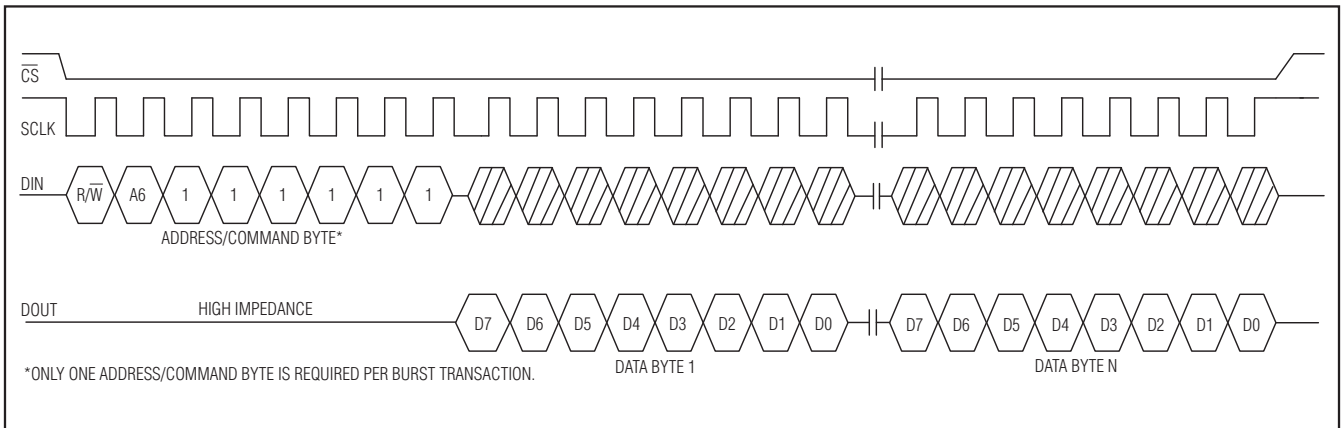 C̅S̅
SCLK
DIN R/W̅ A6 1 1 1 1 1 1
ADDRESS/COMMAND BYTE*
DOUT HIGH IMPEDANCE D7 D6 D5 D4 D3 D2 D1 D0 D7 D6 D5 D4 D3 D2 D1 D0
DATA BYTE 1 DATA BYTE N
*ONLY ONE ADDRESS/COMMAND BYTE IS REQUIRED PER BURST TRANSACTION.